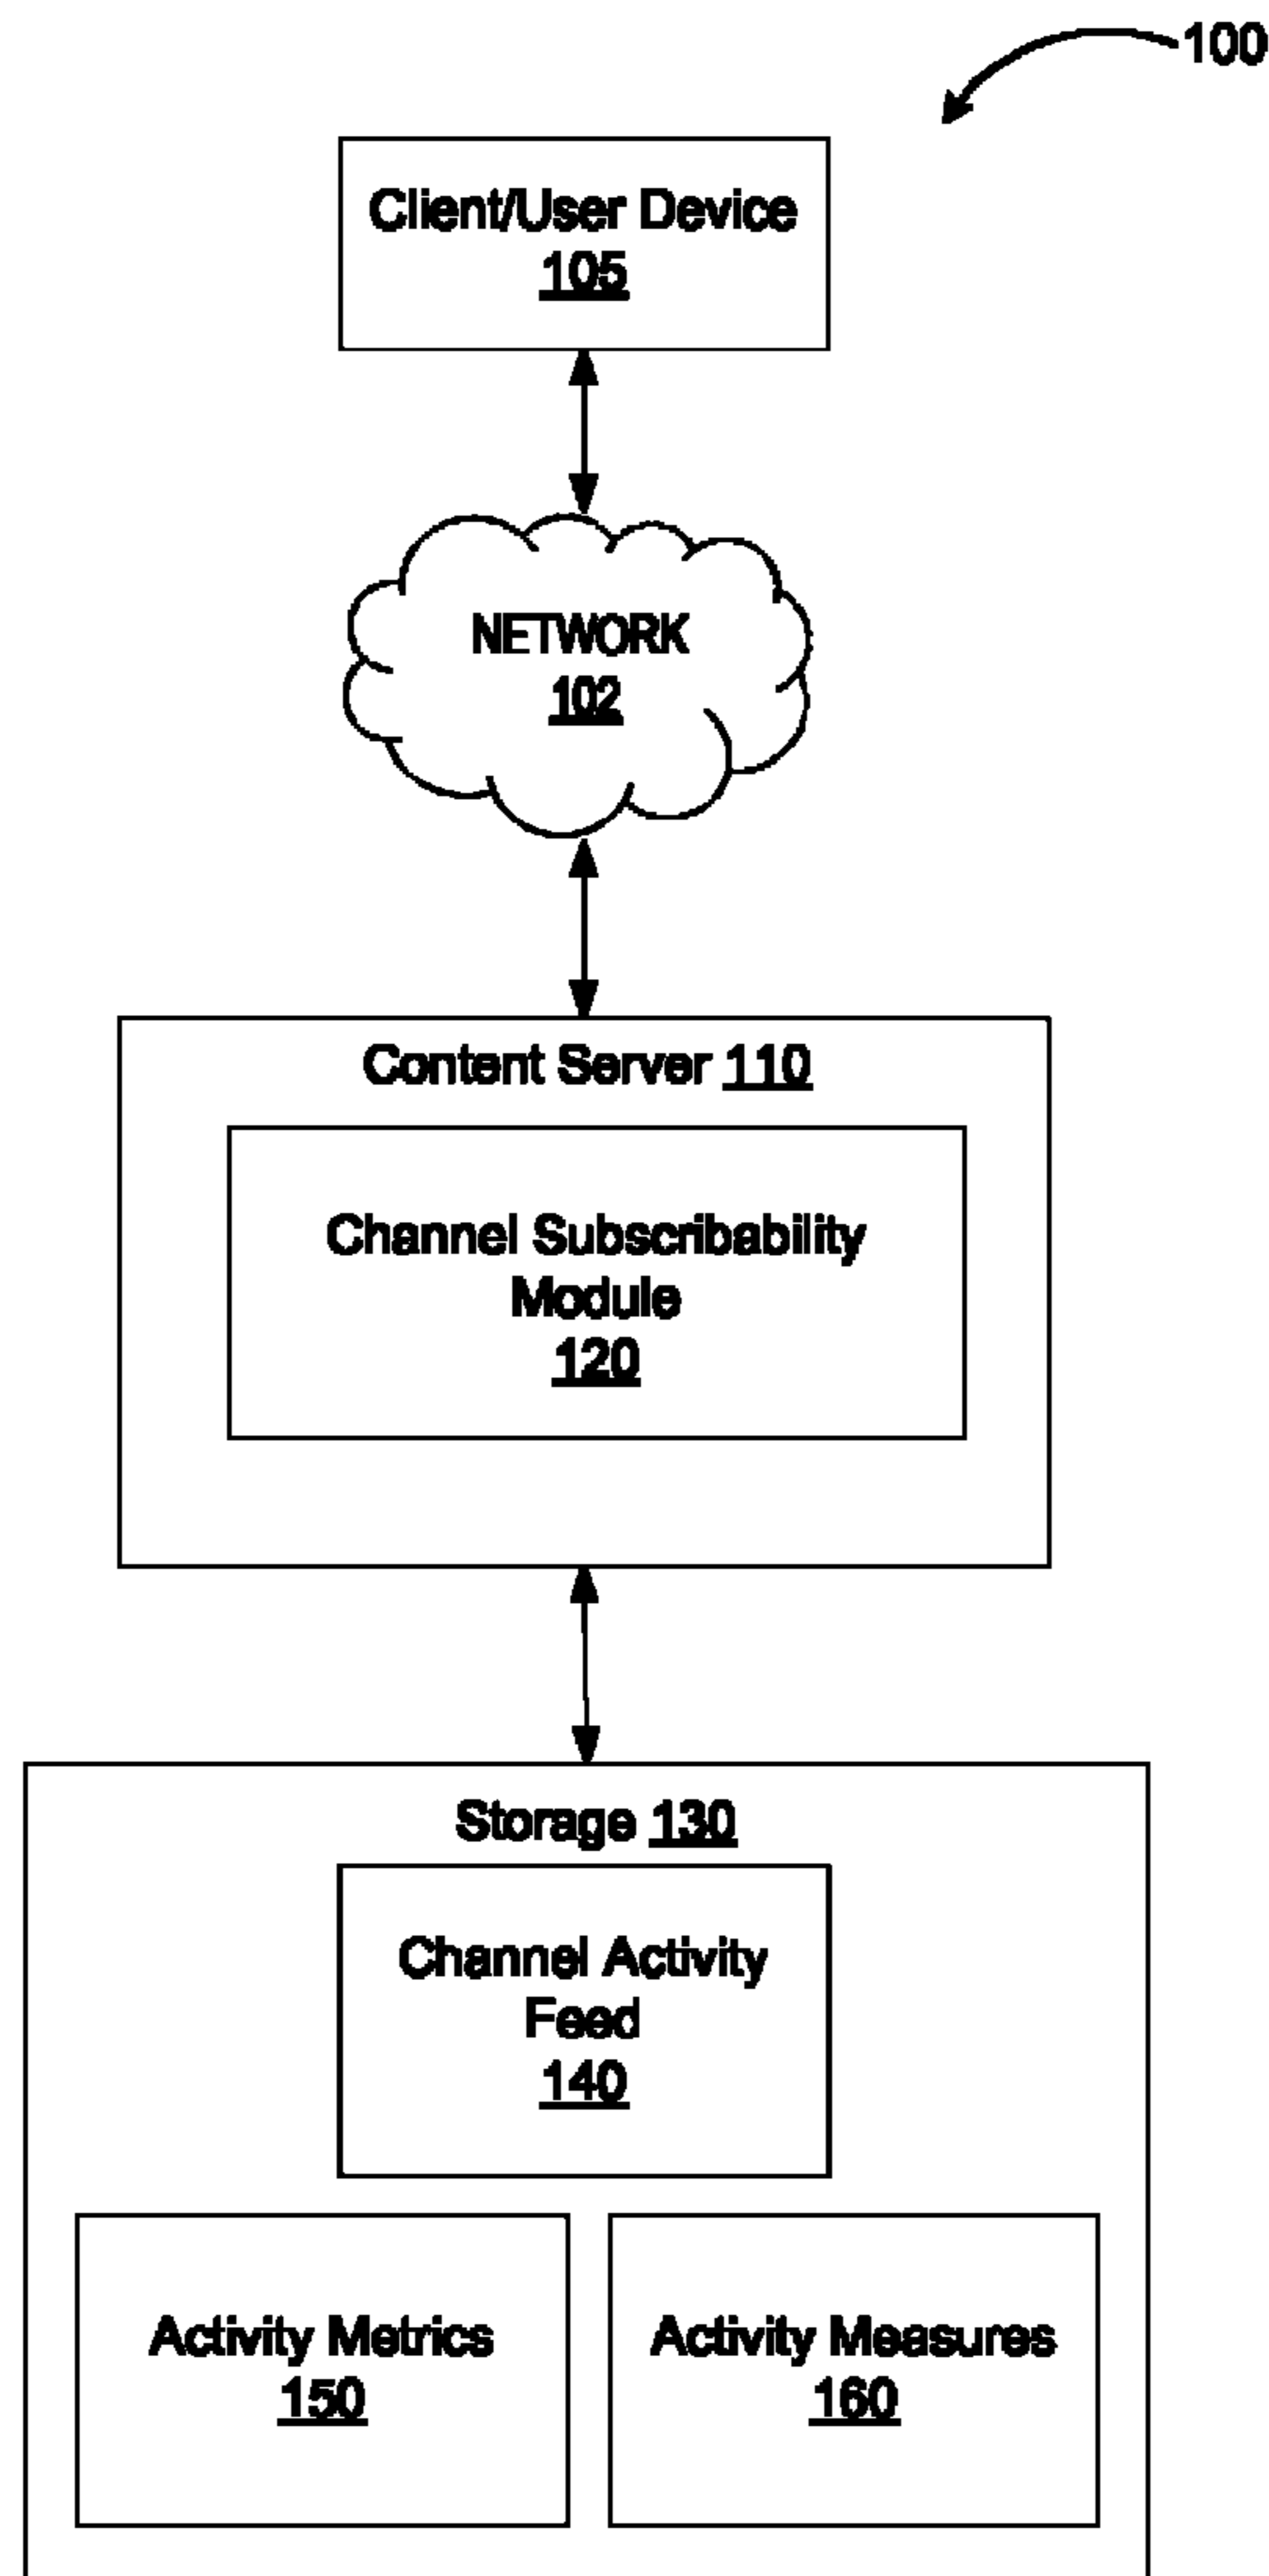 100
Client/User Device
105
NETWORK
102
Content Server 110
Channel Subscribability
Module
120
Storage 130
Channel Activity
Feed
140
Activity Metrics
150
Activity Measures
160